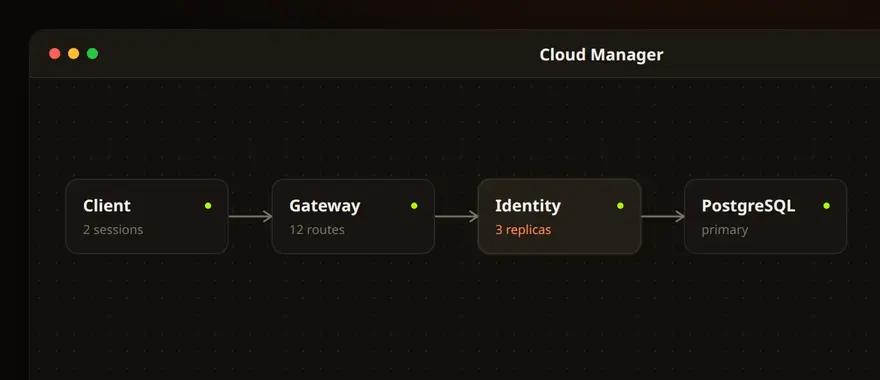 Cloud Manager
Client
2 sessions
Gateway
12 routes
Identity
3 replicas
PostgreSQL
primary